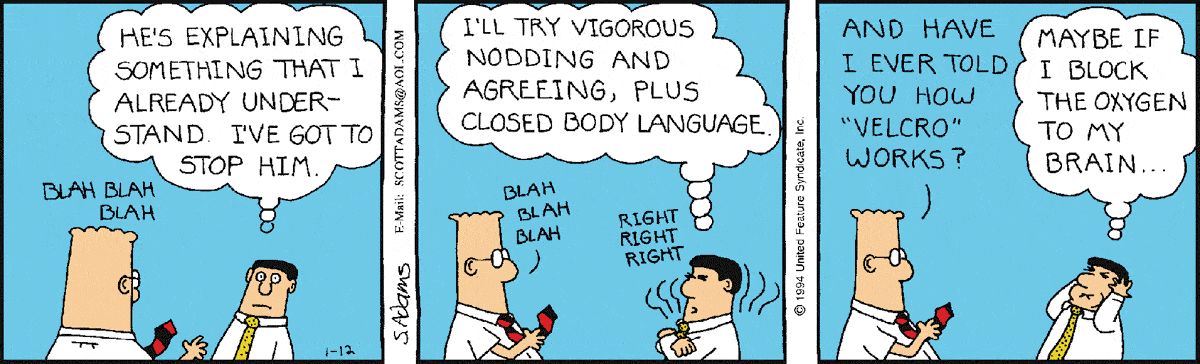 HE'S EXPLAINING
SOMETHING THAT I
ALREADY UNDER-
STAND. I'VE GOT TO
STOP HIM.
BLAH BLAH
BLAH
1-12
S.Adams
E-Mail: SCOTTADAMS@AOL.COM
I'LL TRY VIGOROUS
NODDING AND
AGREEING, PLUS
CLOSED BODY LANGUAGE.
BLAH
BLAH
BLAH
RIGHT
RIGHT
RIGHT
© 1994 United Feature Syndicate, Inc.
AND HAVE
I EVER TOLD
YOU HOW
"VELCRO"
WORKS?
MAYBE IF
I BLOCK
THE OXYGEN
TO MY
BRAIN...